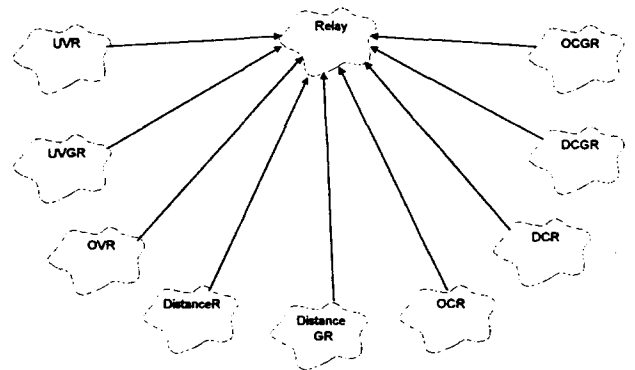 Relay
UVR
OCGR
UVGR
DCGR
OVR
DCR
DistanceR
Distance
GR
OCR